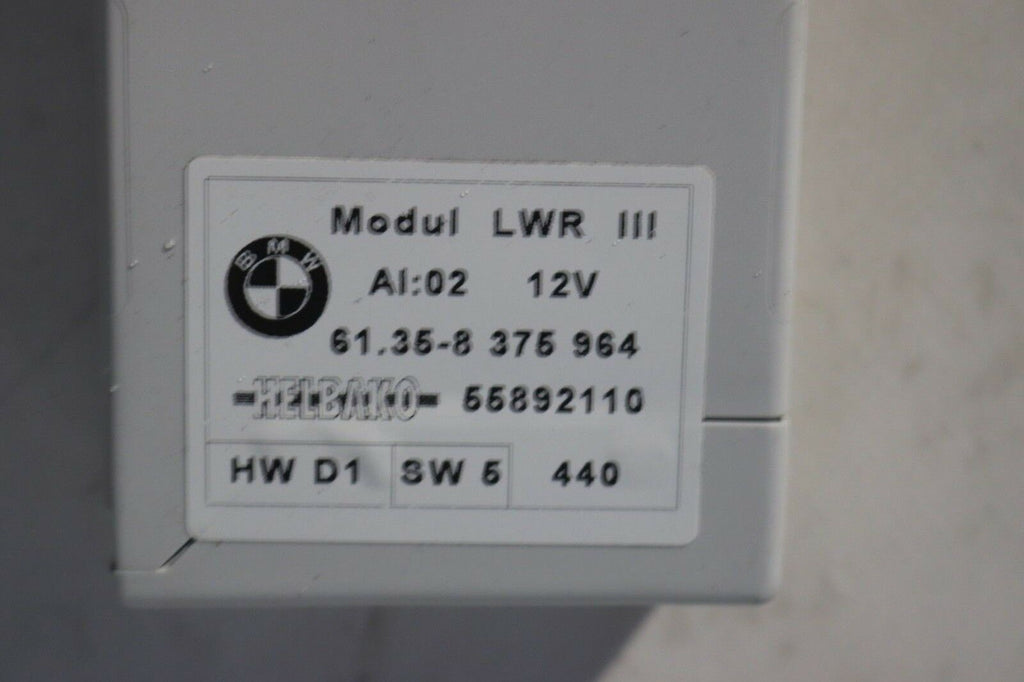 Modul LWR III
BMW
AI:02 12V
61.35-8 375 964
HELBAKO 55892110
HW D1 SW 5 440